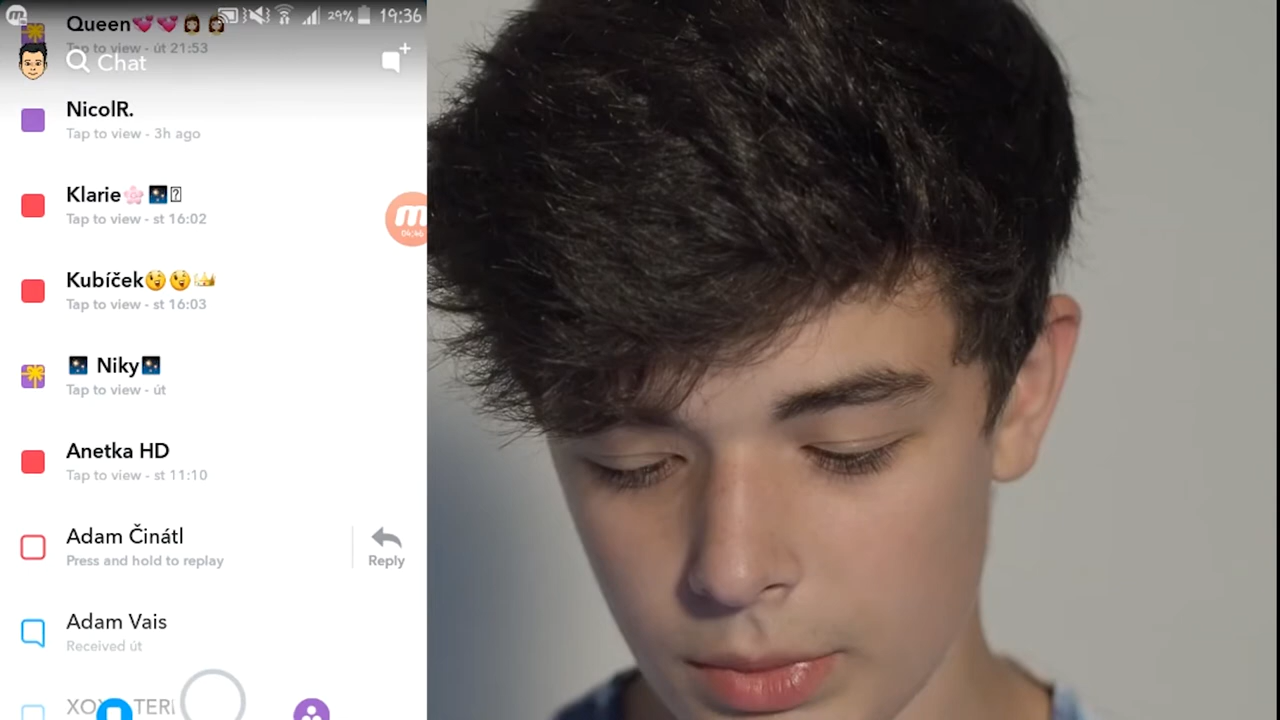 Queen💕💕👩👩
29% 19:36
Tap to view - út 21:53
Chat
NicolR.
Tap to view - 3h ago
Klarie🌸🌃
Tap to view - st 16:02
04:46
Kubíček😲😲👑
Tap to view - st 16:03
🌃 Niky🌃
Tap to view - út
Anetka HD
Tap to view - st 11:10
Adam Činátl
Press and hold to replay
Reply
Adam Vais
Received út